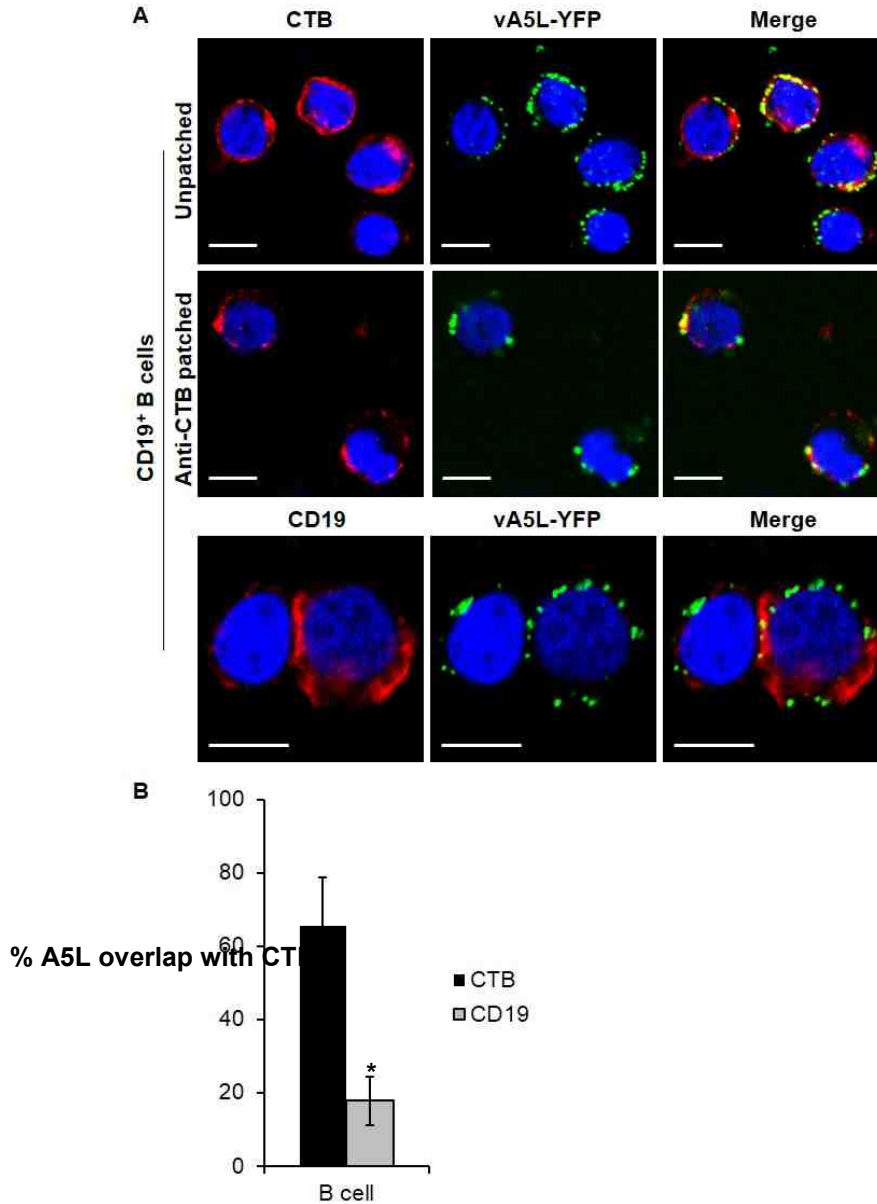 A
CTB vA5L-YFP Merge
Unpatched
CD19⁺ B cells
Anti-CTB patched
CD19 vA5L-YFP Merge
B
100
80
60
% A5L overlap with
40
20
0
*
CTB
CD19
B cell